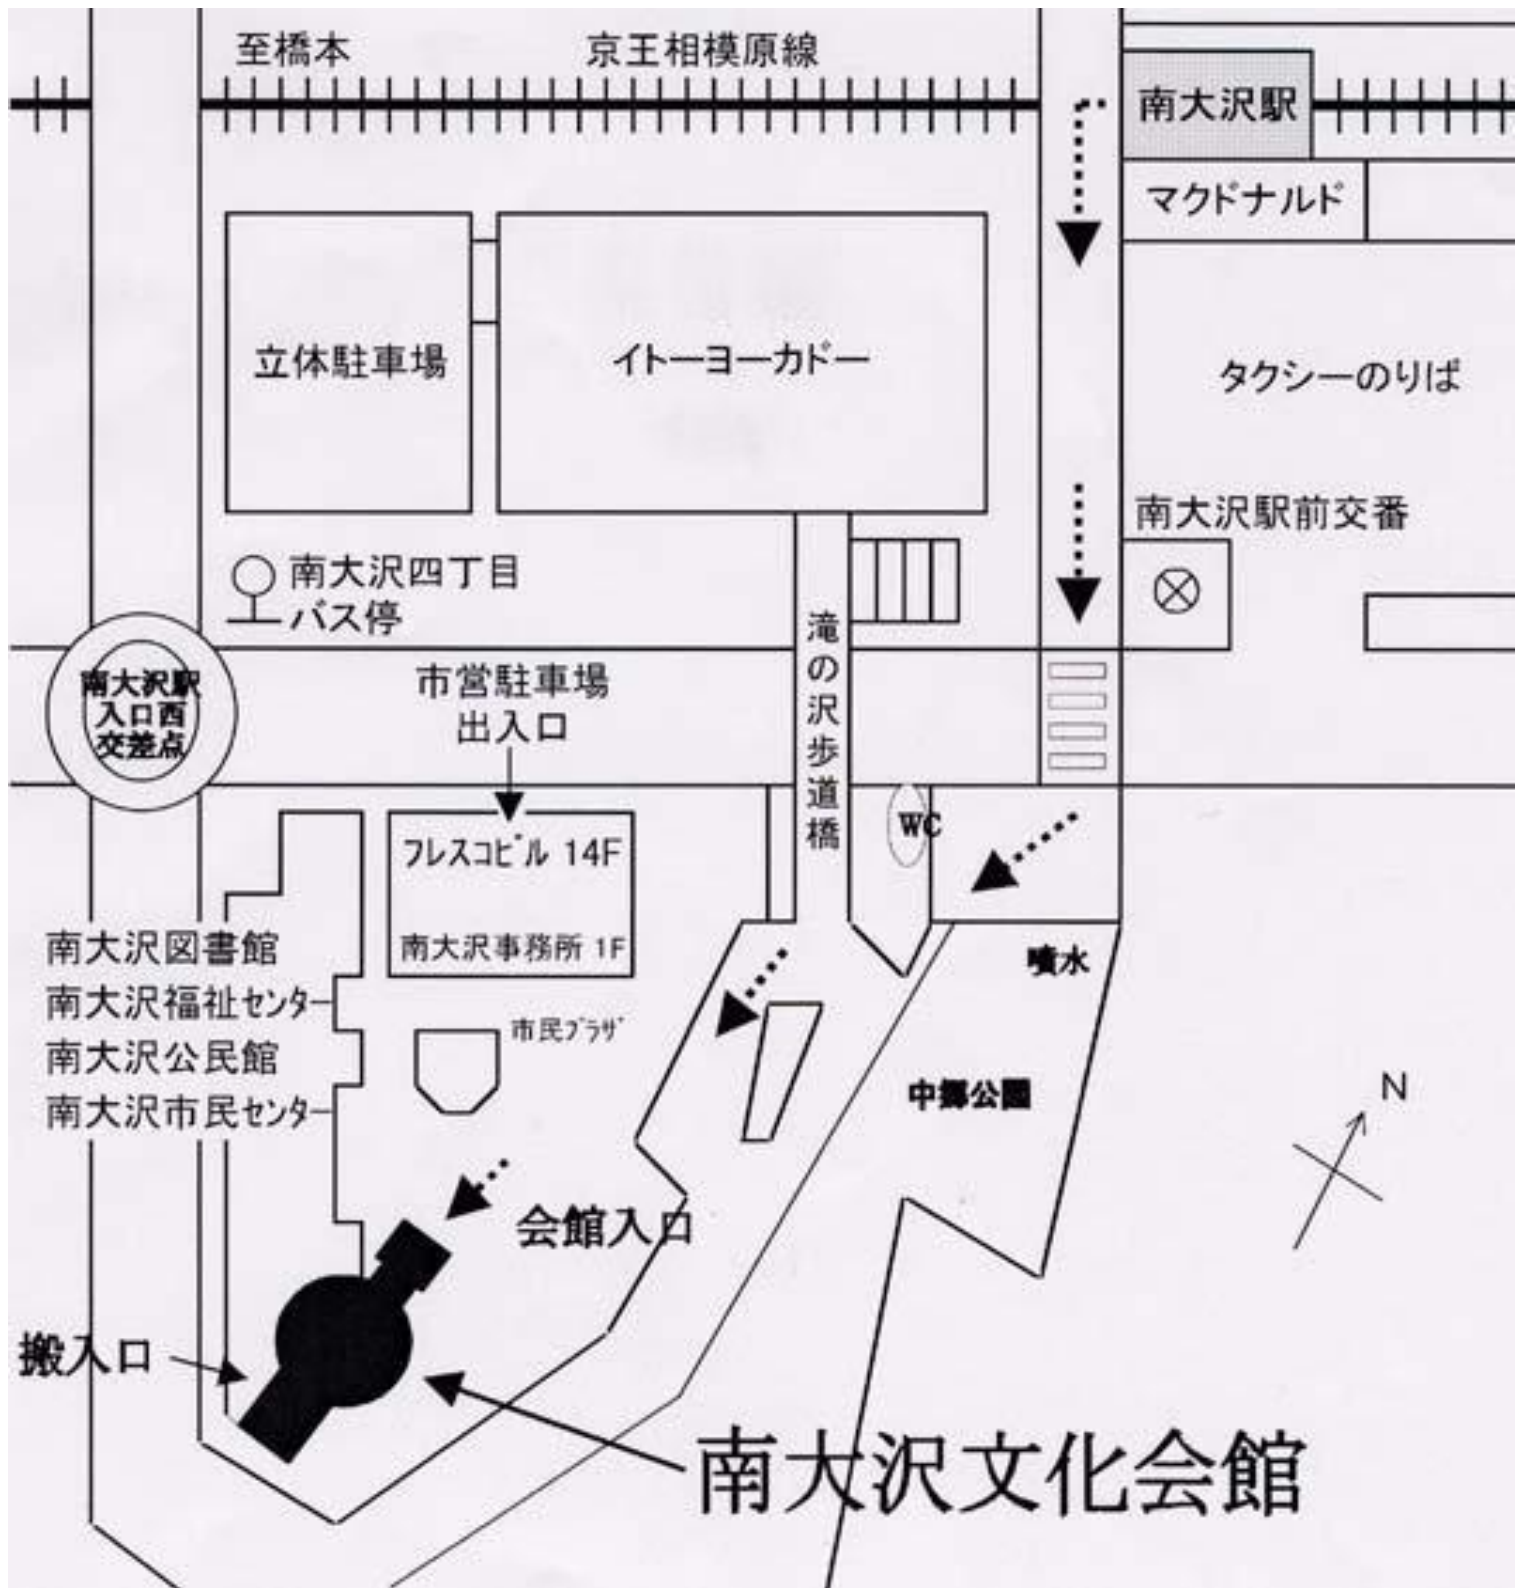 至橋本
京王相模原線
南大沢駅
マクドナルド
立体駐車場
イトーヨーカドー
タクシーのりば
南大沢駅前交番
南大沢四丁目
バス停
滝の沢歩道橋
南大沢駅
入口西
交差点
市営駐車場
出入口
WC
フレスコビル 14F
南大沢事務所 1F
南大沢図書館
南大沢福祉センター
南大沢公民館
南大沢市民センター
市民プラザ
噴水
中郷公園
N
会館入口
搬入口
南大沢文化会館